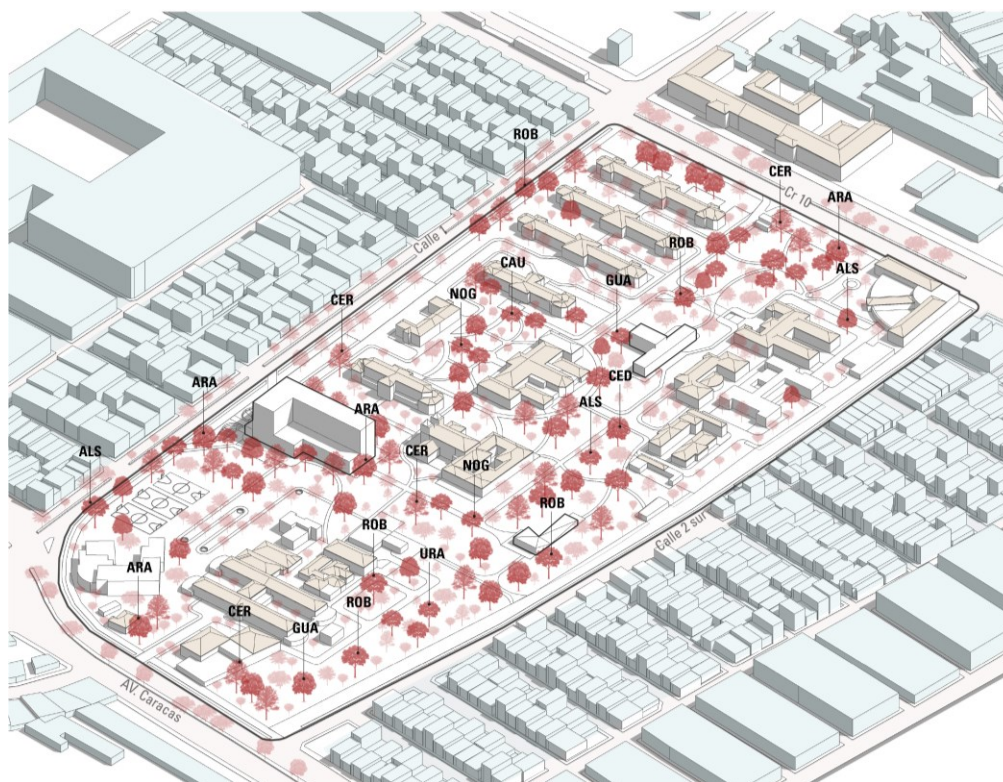 ROB
CER
Cr 10
ARA
Calle 1
ROB
CAU
GUA
ALS
NOG
CER
CED
ARA
ARA
ALS
CER
ALS
NOG
ROB
ROB
Calle 2 sur
URA
ARA
ROB
CER
GUA
AV. Caracas